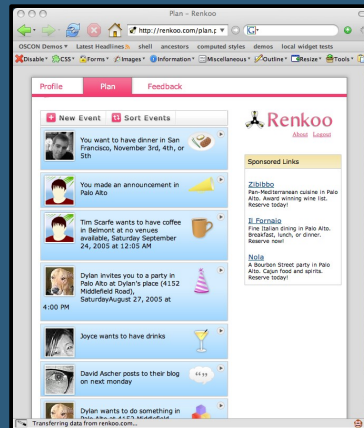 Plan – Renkoo
http://renkoo.com/plan.p
OSCON Demos ▾ Latest Headlines shell ancestors computed styles demos local widget tests
Disable▾ CSS▾ Forms▾ Images▾ Information▾ Miscellaneous▾ Outline▾ Resize▾ Tools▾
Profile Plan Feedback
New Event Sort Events
You want to have dinner in San
Francisco, November 3rd, 4th, or
5th
You made an announcement in
Palo Alto
Tim Scarfe wants to have coffee
in Belmont at no venues
available, Saturday September
24, 2005 at 12:05 AM
Dylan invites you to a party in
Palo Alto at Dylan's place (4152
Middlefield Road),
SaturdayAugust 27, 2005 at
4:00 PM
Joyce wants to have drinks
David Ascher posts to their blog
on next monday
Dylan wants to do something in
Renkoo
About Logout
Sponsored Links
Zibibbo
Pan-Mediterranean cuisine in Palo
Alto. Award winning wine list.
Reserve today!
Il Fornaio
Fine Italian dining in Palo Alto.
Breakfast, lunch, or dinner.
Reserve now!
Nola
A Bourbon Street party in Palo
Alto. Cajun food and spirits.
Reserve today!
Transferring data from renkoo.com...